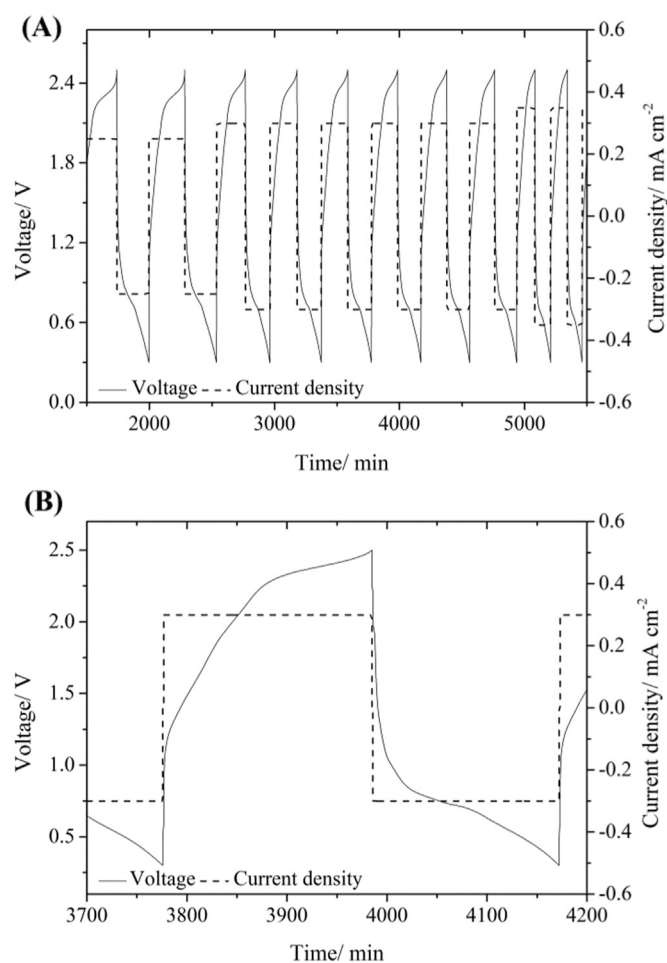 (A)
0.6
2.4
0.4
1.8
0.2
0.0
1.2
-0.2
0.6
-0.4
0.0
-0.6
Voltage/ V
Current density/ mA cm-2
Voltage Current density
2000 3000 4000 5000
Time/ min
(B)
0.6
2.5
0.4
2.0
0.2
1.5
0.0
1.0
-0.2
0.5
-0.4
-0.6
Voltage/ V
Current density/ mA cm-2
Voltage Current density
3700 3800 3900 4000 4100 4200
Time/ min